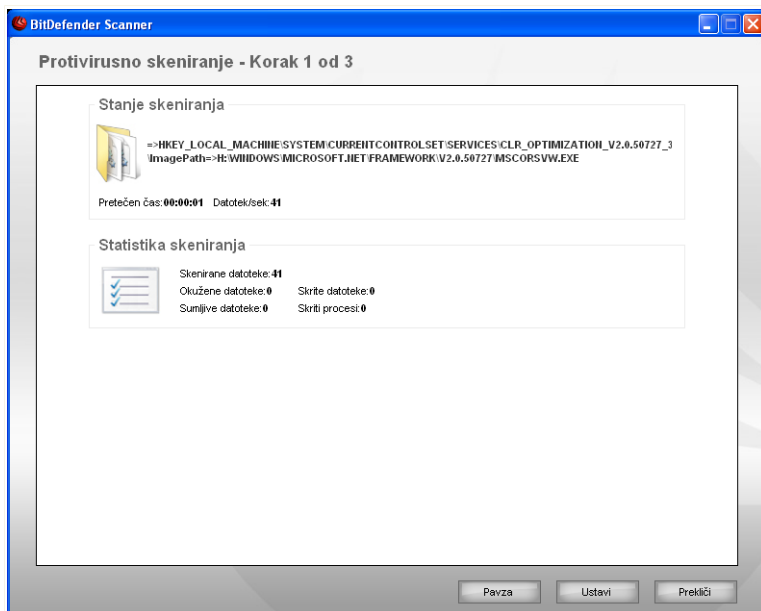 BitDefender Scanner
Protivirusno skeniranje - Korak 1 od 3
Stanje skeniranja
=>HKEY_LOCAL_MACHINE\SYSTEM\CURRENTCONTROLSET\SERVICES\CLR_OPTIMIZATION_V2.0.50727_3
\ImagePath=>H:\WINDOWS\MICROSOFT.NET\FRAMEWORK\V2.0.50727\MSCORSVW.EXE
Pretečen čas:00:00:01 Datotek/sek:41
Statistika skeniranja
Skenirane datoteke:41
Okužene datoteke:0 Skrite datoteke:0
Sumljive datoteke:0 Skriti procesi:0
Pavza Ustavi Prekliči